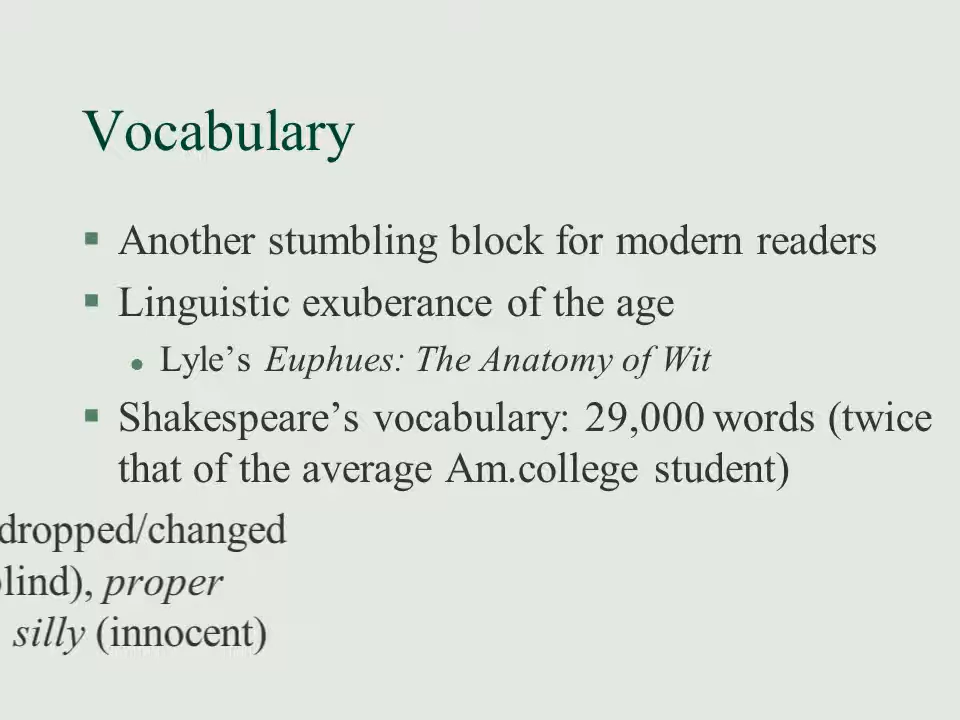 Vocabulary
Another stumbling block for modern readers
Linguistic exuberance of the age
Lyle’s Euphues: The Anatomy of Wit
Shakespeare’s vocabulary: 29,000 words (twice
that of the average Am.college student)
dropped/changed
proper
silly (innocent)